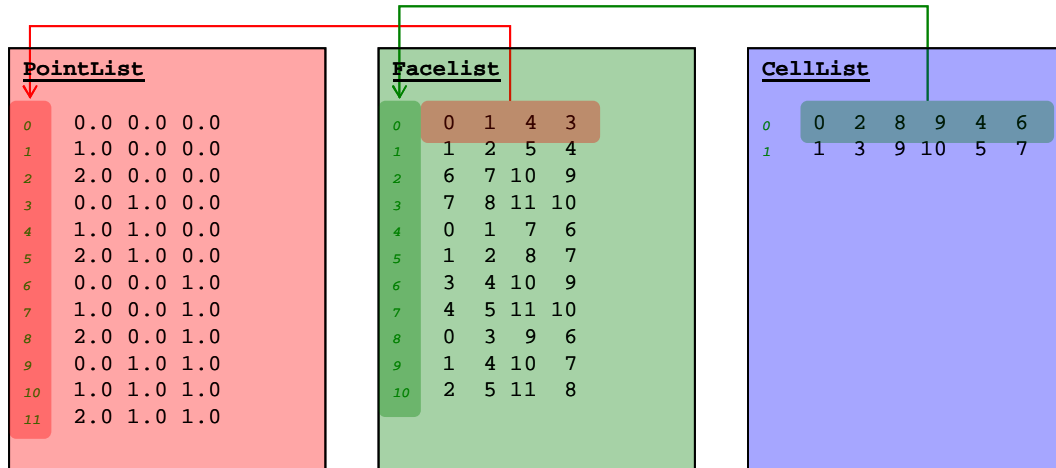 PointList
0 0.0 0.0 0.0
1 1.0 0.0 0.0
2 2.0 0.0 0.0
3 0.0 1.0 0.0
4 1.0 1.0 0.0
5 2.0 1.0 0.0
6 0.0 0.0 1.0
7 1.0 0.0 1.0
8 2.0 0.0 1.0
9 0.0 1.0 1.0
10 1.0 1.0 1.0
11 2.0 1.0 1.0
Facelist
0 0 1 4 3
1 1 2 5 4
2 6 7 10 9
3 7 8 11 10
4 0 1 7 6
5 1 2 8 7
6 3 4 10 9
7 4 5 11 10
8 0 3 9 6
9 1 4 10 7
10 2 5 11 8
CellList
0 0 2 8 9 4 6
1 1 3 9 10 5 7